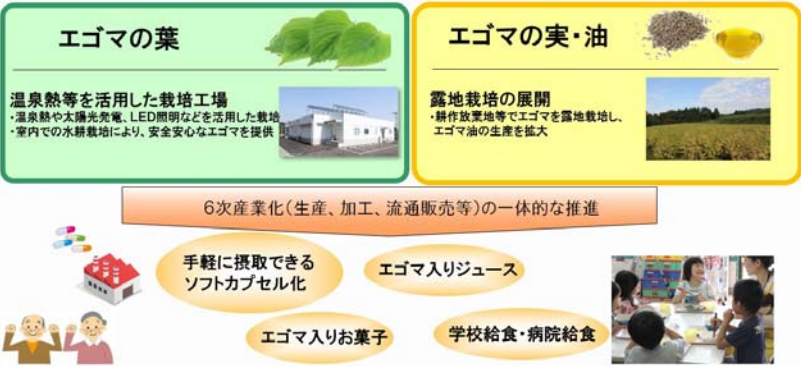 エゴマの葉
温泉熱等を活用した栽培工場
・温泉熱や太陽光発電、LED照明などを活用した栽培
・室内での水耕栽培により、安全安心なエゴマを提供
エゴマの実・油
露地栽培の展開
・耕作放棄地等でエゴマを露地栽培し、
エゴマ油の生産を拡大
6次産業化(生産、加工、流通販売等)の一体的な推進
手軽に摂取できる
ソフトカプセル化
エゴマ入りジュース
エゴマ入りお菓子
学校給食・病院給食